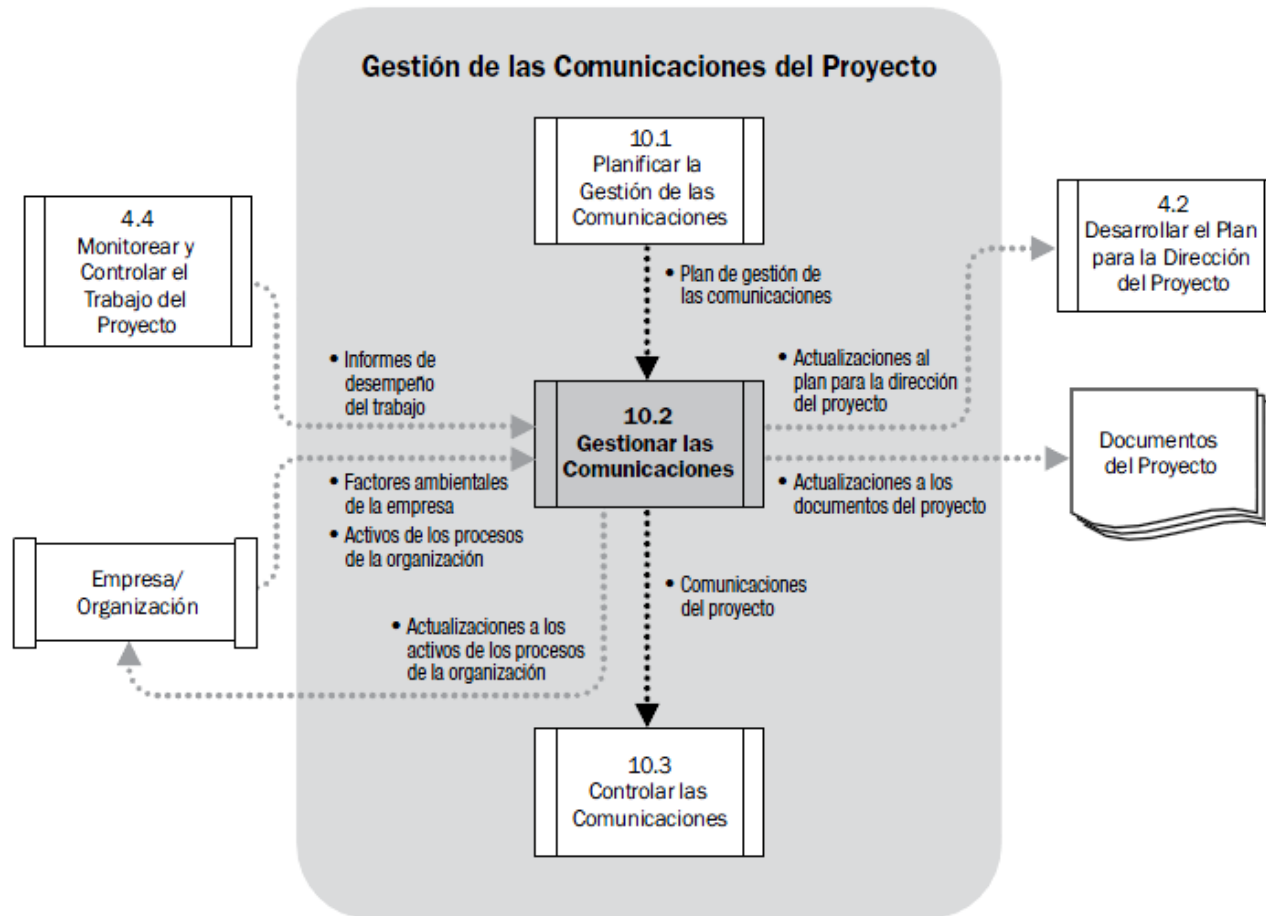 Gestión de las Comunicaciones del Proyecto
10.1
Planificar la
Gestión de las
Comunicaciones
4.4
Monitorear y
Controlar el
Trabajo del
Proyecto
4.2
Desarrollar el Plan
para la Dirección
del Proyecto
• Plan de gestión de
las comunicaciones
• Informes de
desempeño
del trabajo
• Actualizaciones al
plan para la dirección
del proyecto
10.2
Gestionar las
Comunicaciones
Documentos
del Proyecto
• Factores ambientales
de la empresa
• Activos de los procesos
de la organización
• Actualizaciones a los
documentos del proyecto
Empresa/
Organización
• Comunicaciones
del proyecto
• Actualizaciones a los
activos de los procesos
de la organización
10.3
Controlar las
Comunicaciones